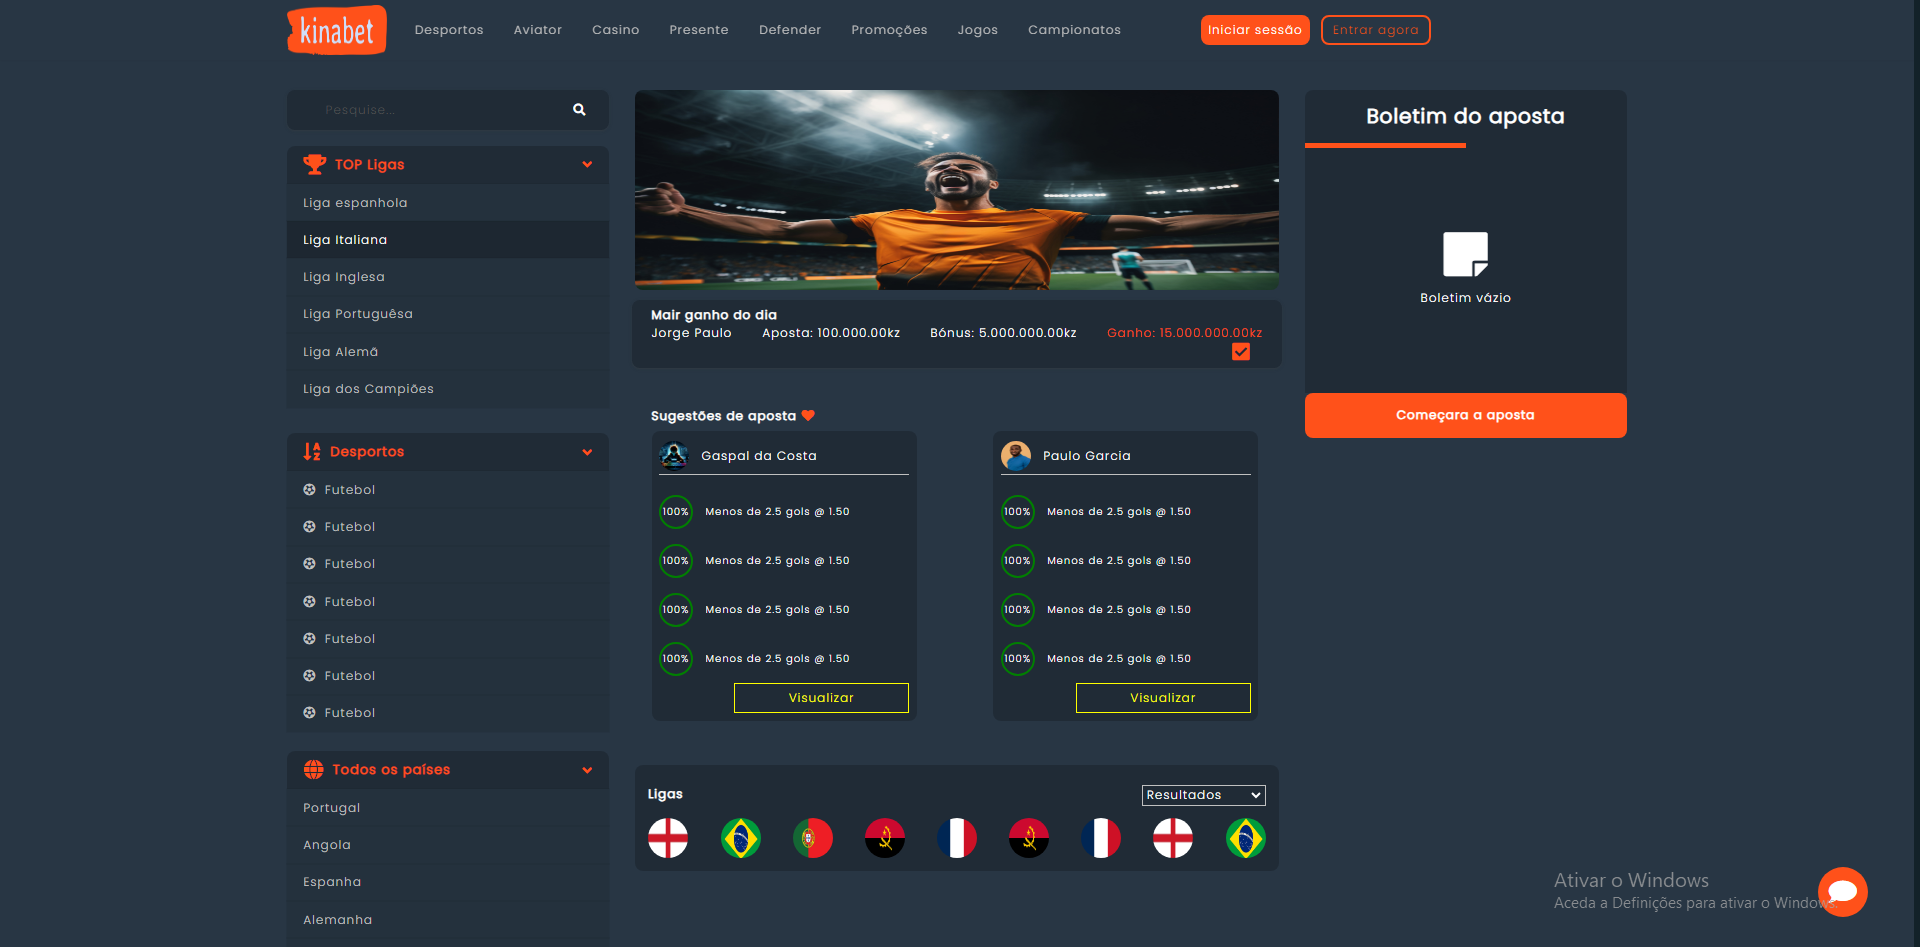 kinabet
Desportos Aviator Casino Presente Defender Promoções Jogos Campionatos Iniciar sessão Entrar agora
Pesquise...
TOP Ligas
Liga espanhola
Liga Italiana
Liga Inglesa
Liga Portuguêsa
Liga Alemã
Liga dos Campiões
Desportos
Futebol
Futebol
Futebol
Futebol
Futebol
Futebol
Futebol
Todos os países
Portugal
Angola
Espanha
Alemanha
Mair ganho do dia
Jorge Paulo Aposta: 100.000.00kz Bónus: 5.000.000.00kz Ganho: 15.000.000.00kz
Sugestões de aposta
Gaspal da Costa
100% Menos de 2.5 gols @ 1.50
100% Menos de 2.5 gols @ 1.50
100% Menos de 2.5 gols @ 1.50
100% Menos de 2.5 gols @ 1.50
Visualizar
Paulo Garcia
100% Menos de 2.5 gols @ 1.50
100% Menos de 2.5 gols @ 1.50
100% Menos de 2.5 gols @ 1.50
100% Menos de 2.5 gols @ 1.50
Visualizar
Ligas
Resultados
Boletim do aposta
Boletim vázio
Começara a aposta
Ativar o Windows
Aceda a Definições para ativar o Windows.